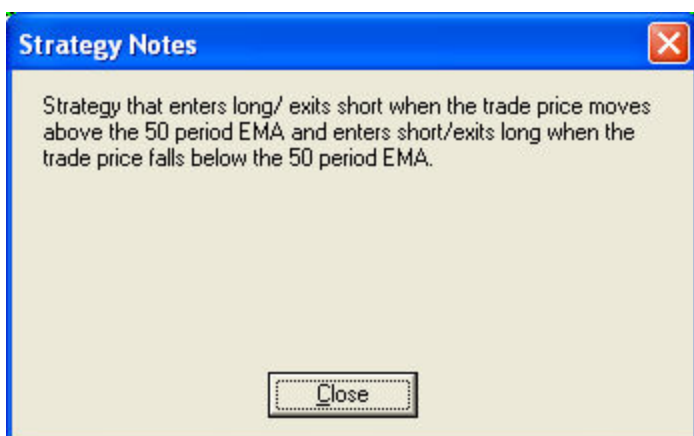 Strategy Notes
Strategy that enters long/ exits short when the trade price moves
above the 50 period EMA and enters short/exits long when the
trade price falls below the 50 period EMA.
Close